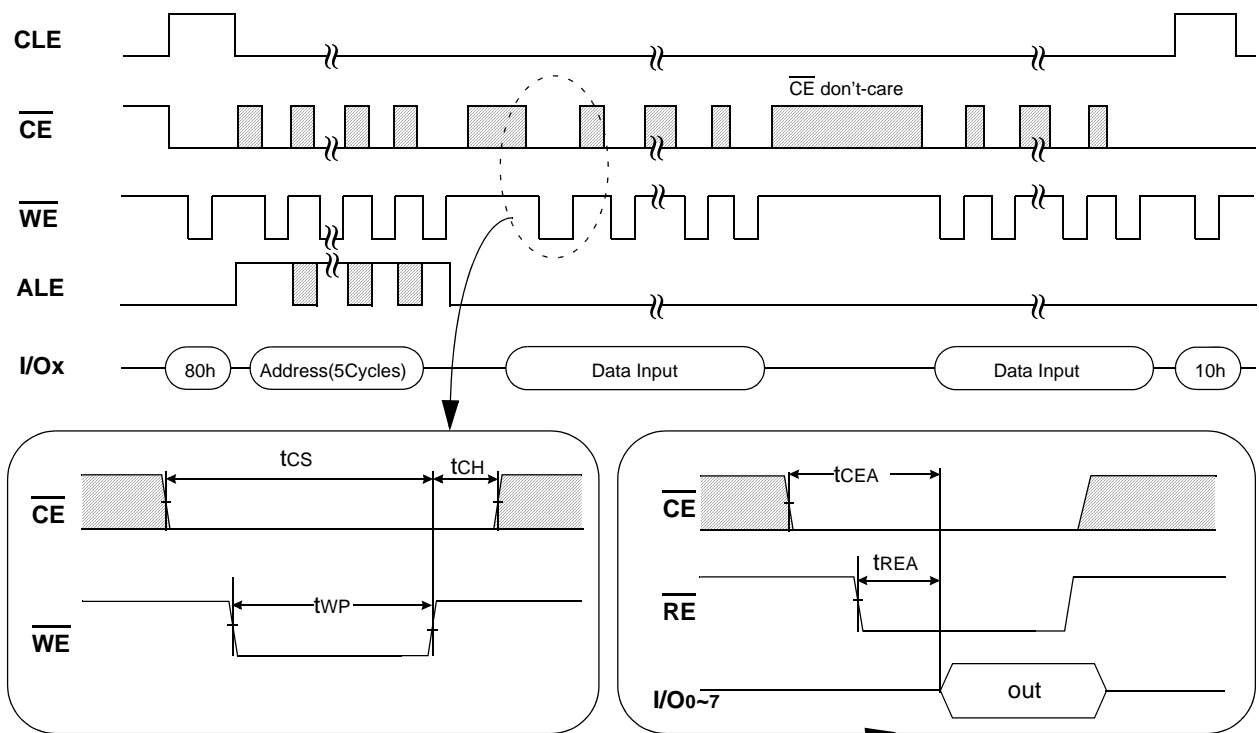 CLE
CE don't-care
CE
WE
ALE
I/Ox
80h
Address(5Cycles)
Data Input
Data Input
10h
tCS
tCH
CE
tWP
WE
tCEA
CE
tREA
RE
I/O0~7
out